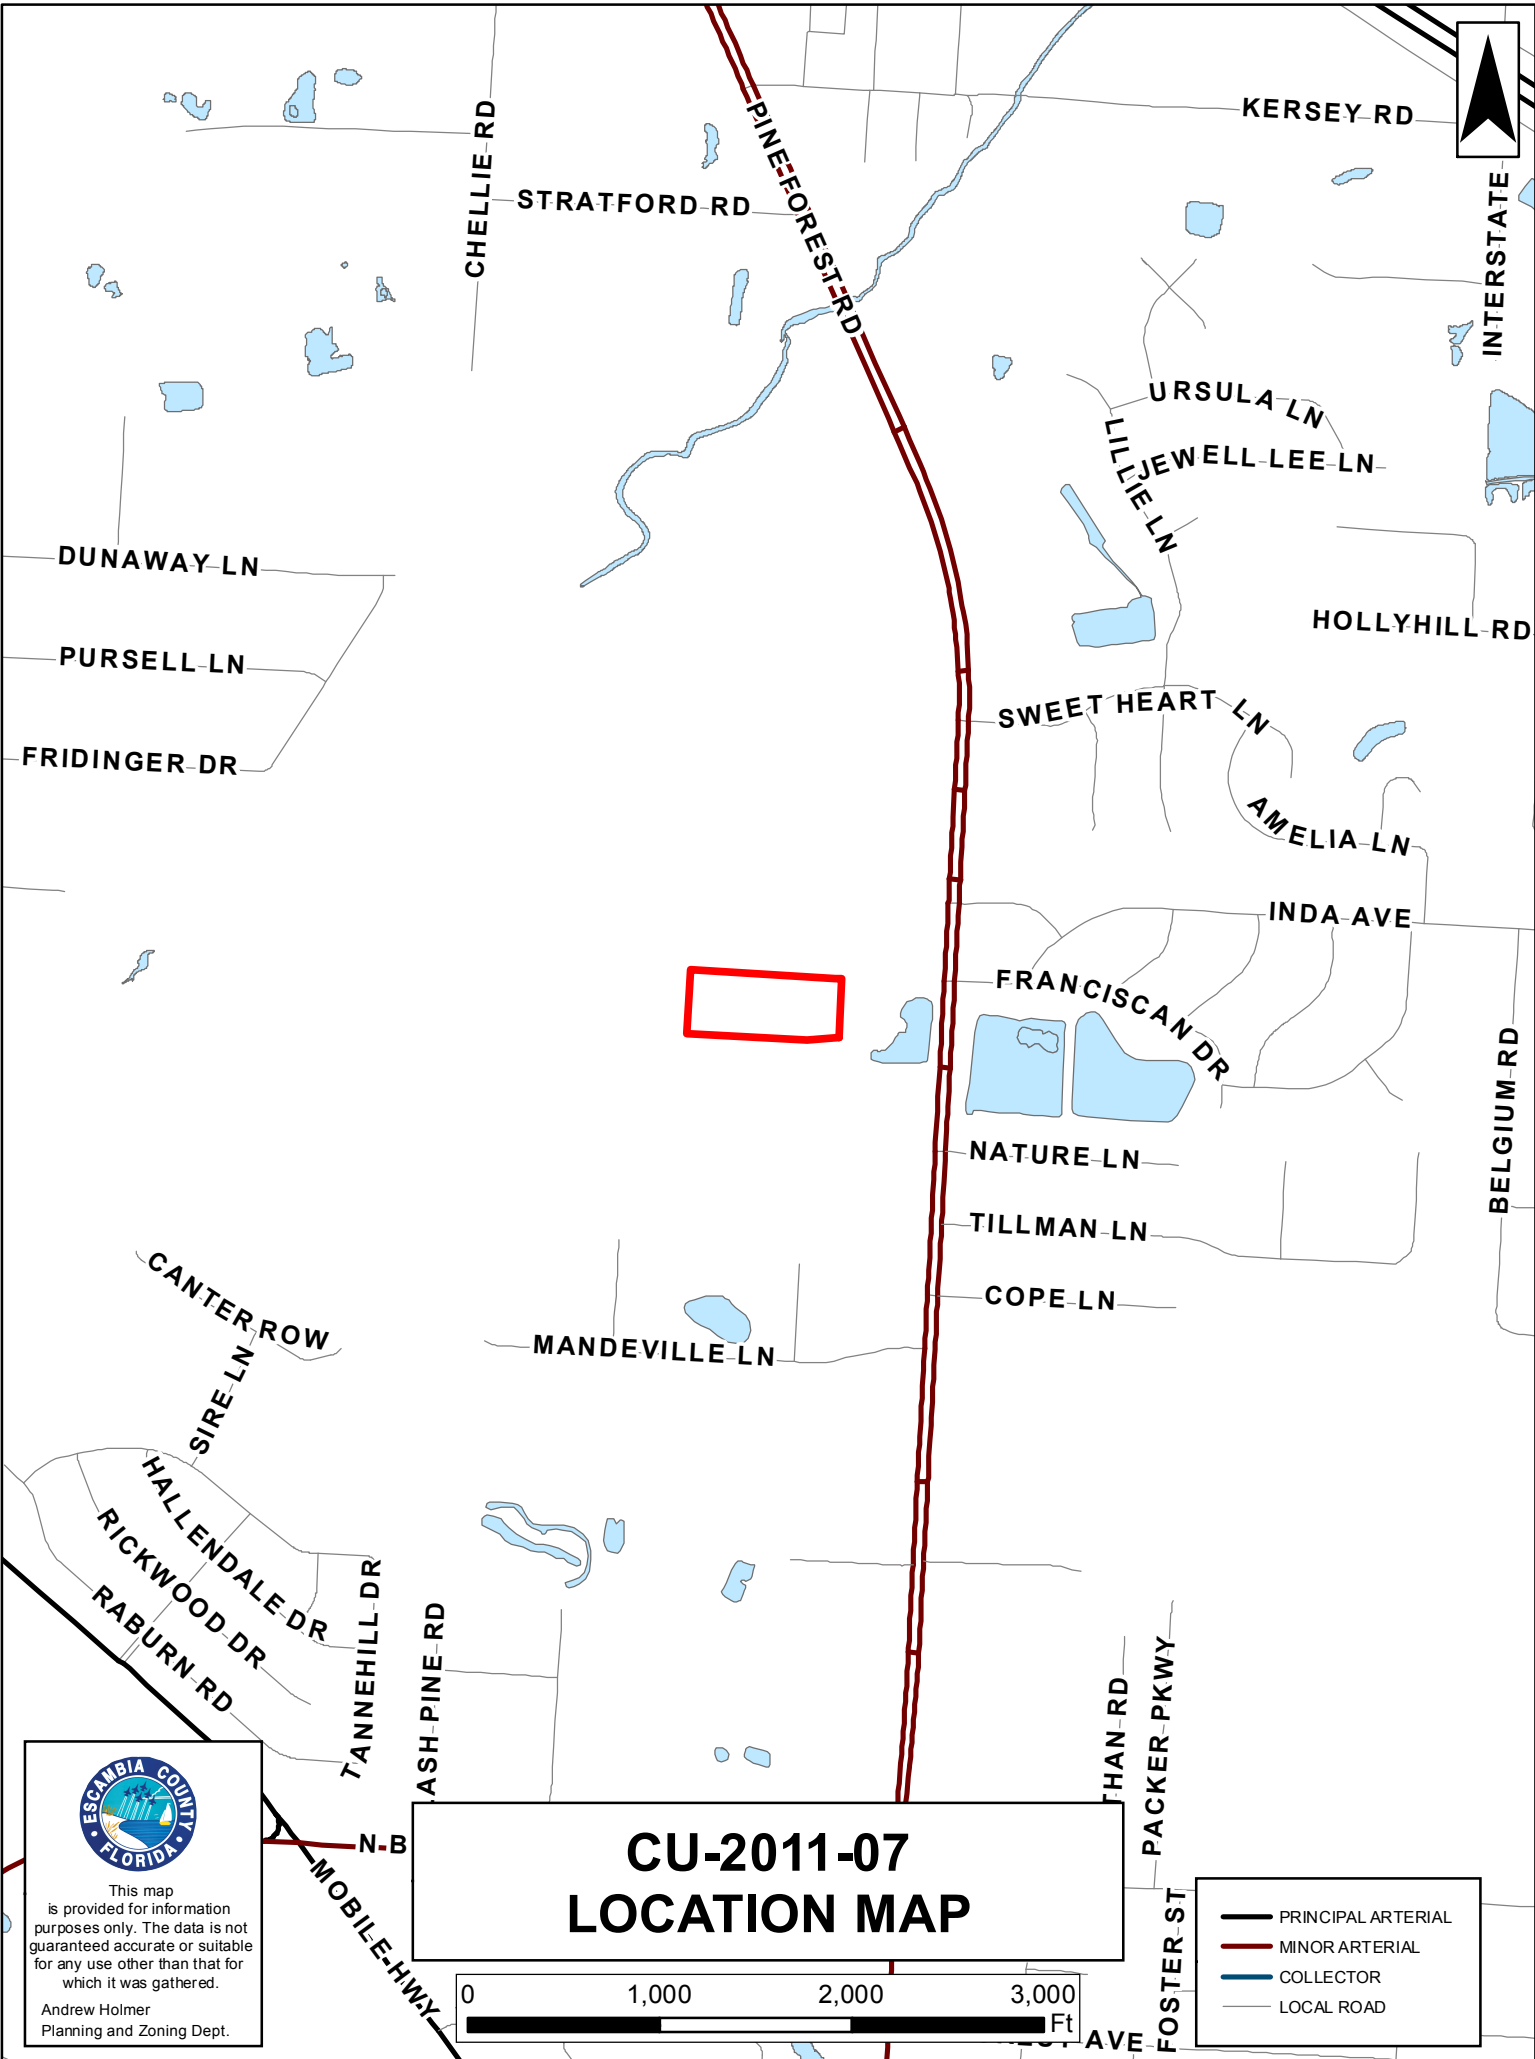 KERSEY RD
CHELLIE RD
PINE FOREST RD
STRATFORD RD
INTERSTATE
URSULA LN
LILLIE LN
JEWELL LEE LN
DUNAWAY LN
HOLLYHILL RD
PURSELL LN
SWEET HEART LN
FRIDINGER DR
AMELIA LN
INDA AVE
FRANCISCAN DR
BELGIUM RD
NATURE LN
TILLMAN LN
CANTER ROW
COPE LN
MANDEVILLE LN
SIRE LN
HALLENDALE DR
RICKWOOD DR
RABURN RD
TANNEHILL DR
ASH PINE RD
THAN RD
PACKER PKWY
ESCAMBIA COUNTY
FLORIDA
This map
is provided for information
purposes only. The data is not
guaranteed accurate or suitable
for any use other than that for
which it was gathered.
Andrew Holmer
Planning and Zoning Dept.
N B
MOBILE HWY
CU-2011-07
LOCATION MAP
0 1,000 2,000 3,000
Ft
FOSTER ST
AVE
PRINCIPAL ARTERIAL
MINOR ARTERIAL
COLLECTOR
LOCAL ROAD